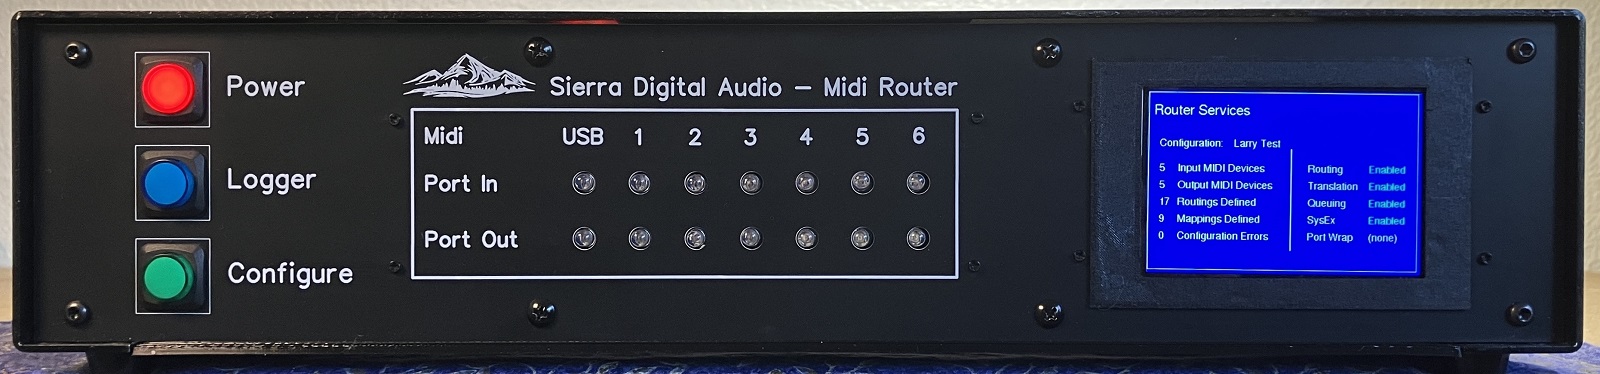 Power
Logger
Configure
Sierra Digital Audio – Midi Router
Midi USB 1 2 3 4 5 6
Port In
Port Out
Router Services
Configuration: Larry Test
5 Input MIDI Devices
5 Output MIDI Devices
17 Routings Defined
9 Mappings Defined
0 Configuration Errors
Routing Enabled
Translation Enabled
Queuing Enabled
SysEx Enabled
Port Wrap (none)